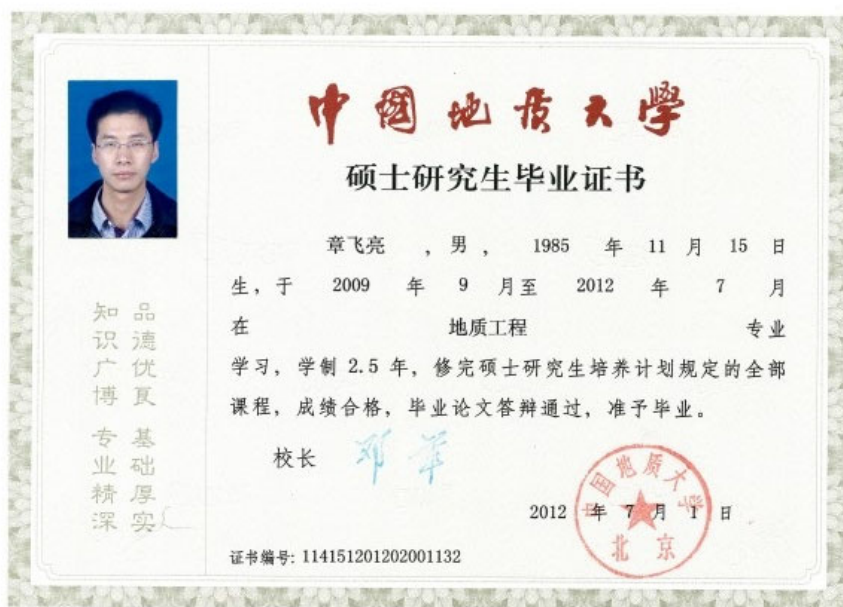 中国地质大学
硕士研究生毕业证书
章飞亮 , 男 , 1985 年 11 月 15 日
生, 于 2009 年 9 月至 2012 年 7 月
在 地质工程 专业
学习, 学制 2.5 年, 修完硕士研究生培养计划规定的全部
课程, 成绩合格, 毕业论文答辩通过, 准予毕业。
校长 邓军
2012 年 7 月 1 日
中国地质大学
北京
证书编号: 114151201202001132
品德优良 基础厚实
知识广博 专业精深